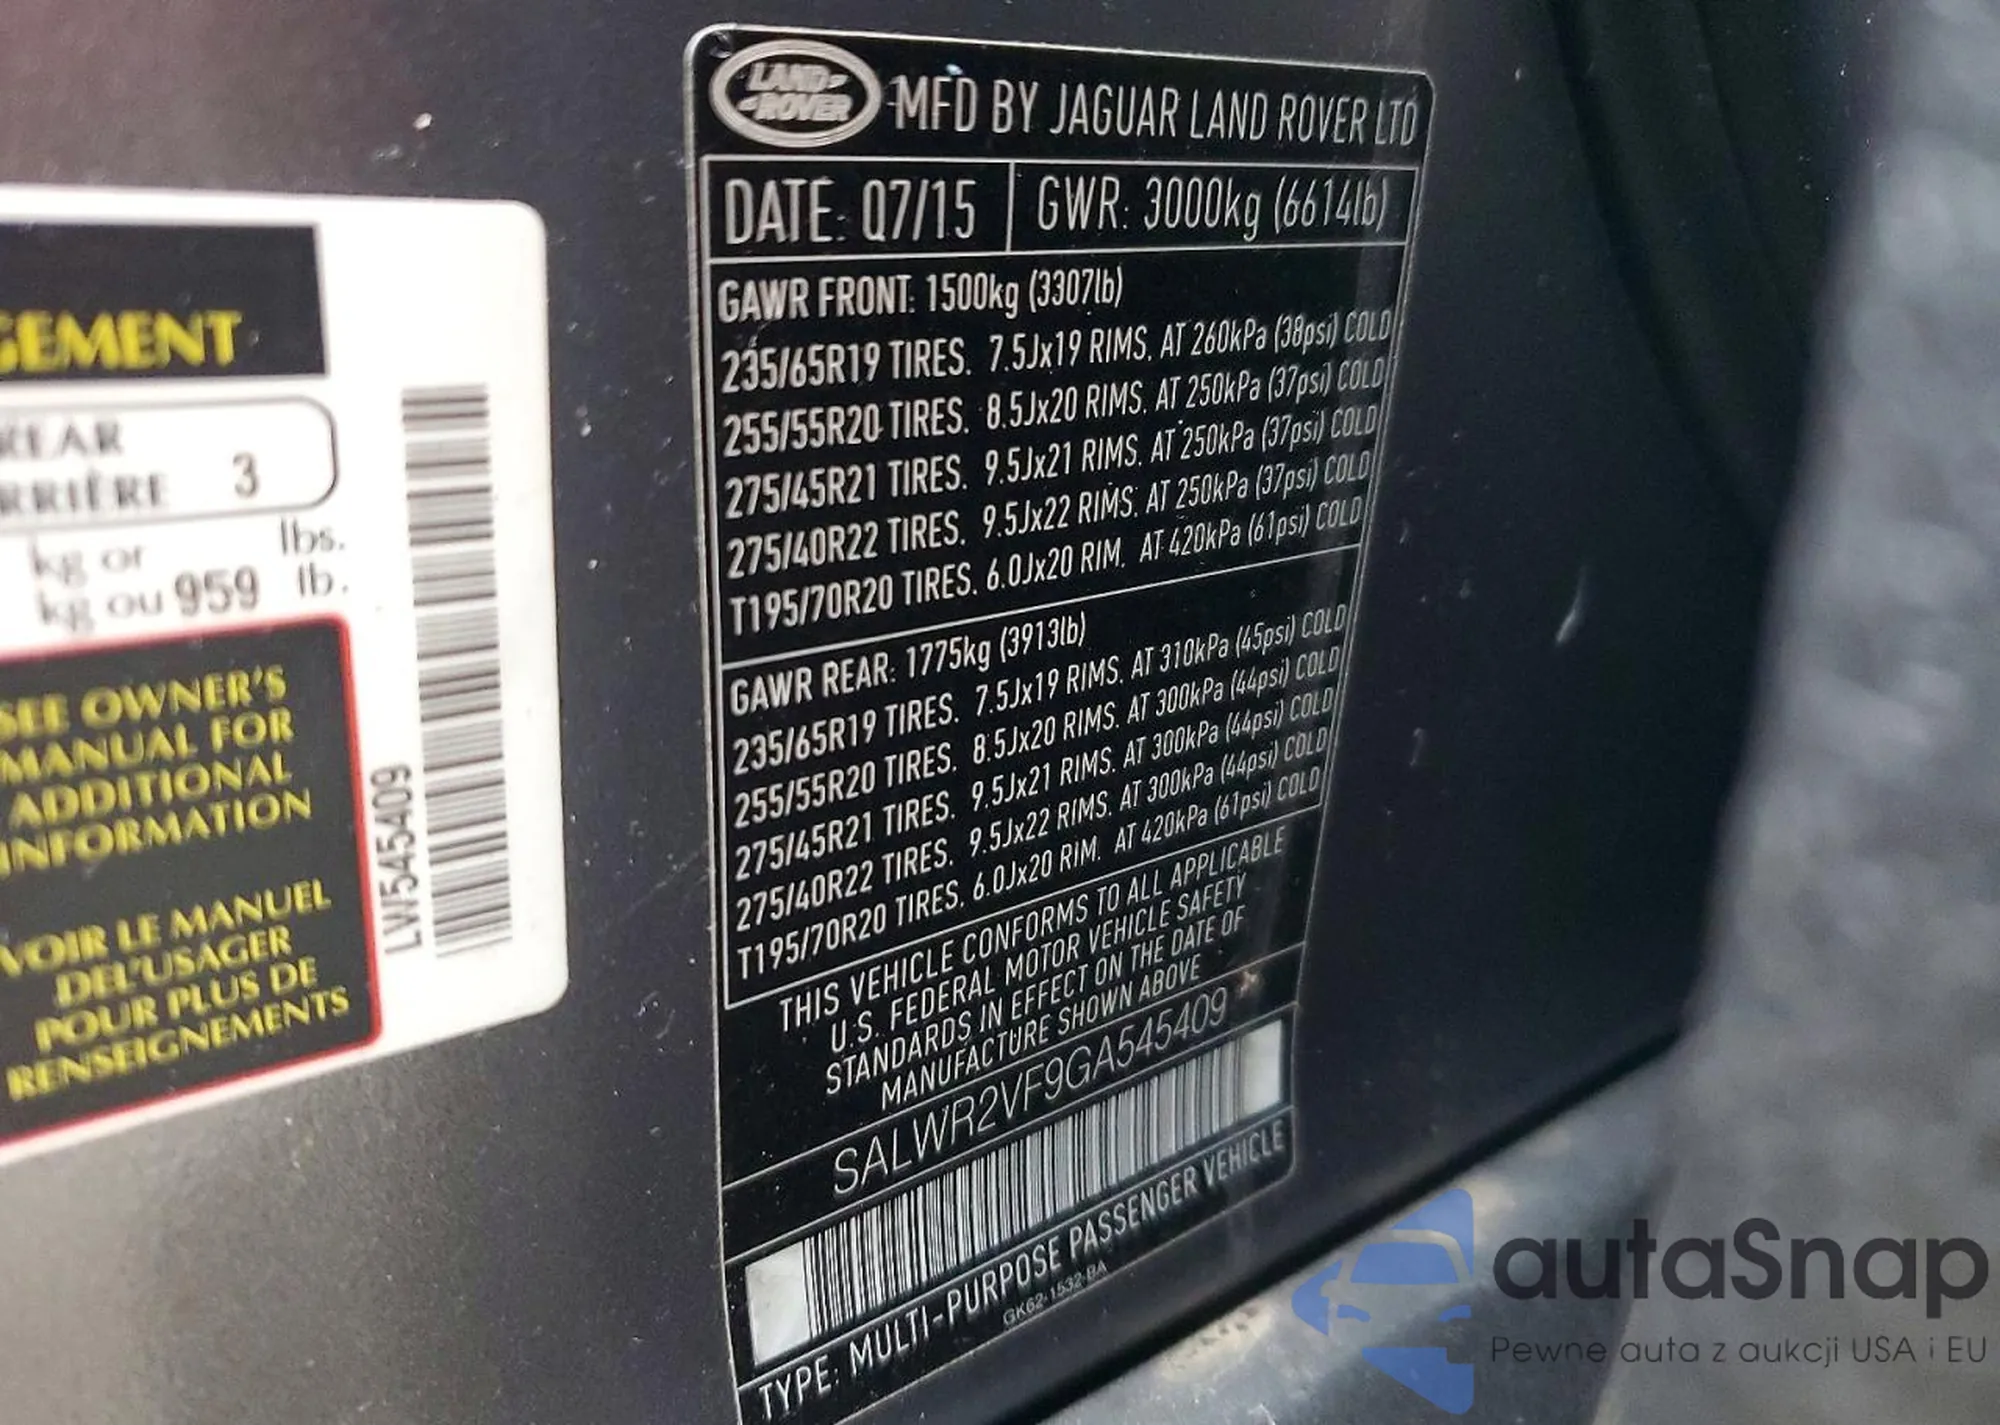 GEMENT
REAR
RRIÈRE 3
kg or lbs.
kg ou 959 lb.
SEE OWNER'S
MANUAL FOR
ADDITIONAL
INFORMATION
VOIR LE MANUEL
DEL'USAGER
POUR PLUS DE
RENSEIGNEMENTS
LW545409
LAND
ROVER
MFD BY JAGUAR LAND ROVER LTD
DATE: 07/15 GWR: 3000kg (6614lb)
GAWR FRONT: 1500kg (3307lb)
235/65R19 TIRES. 7.5Jx19 RIMS. AT 260kPa (38psi) COLD
255/55R20 TIRES. 8.5Jx20 RIMS. AT 250kPa (37psi) COLD
275/45R21 TIRES. 9.5Jx21 RIMS. AT 250kPa (37psi) COLD
275/40R22 TIRES. 9.5Jx22 RIMS. AT 250kPa (37psi) COLD
T195/70R20 TIRES. 6.0Jx20 RIM. AT 420kPa (61psi) COLD
GAWR REAR: 1775kg (3913lb)
235/65R19 TIRES. 7.5Jx19 RIMS. AT 310kPa (45psi) COLD
255/55R20 TIRES. 8.5Jx20 RIMS. AT 300kPa (44psi) COLD
275/45R21 TIRES. 9.5Jx21 RIMS. AT 300kPa (44psi) COLD
275/40R22 TIRES. 9.5Jx22 RIMS. AT 300kPa (44psi) COLD
T195/70R20 TIRES. 6.0Jx20 RIM. AT 420kPa (61psi) COLD
THIS VEHICLE CONFORMS TO ALL APPLICABLE
U.S. FEDERAL MOTOR VEHICLE SAFETY
STANDARDS IN EFFECT ON THE DATE OF
MANUFACTURE SHOWN ABOVE
SALWR2VF9GA545409
TYPE: MULTI-PURPOSE PASSENGER VEHICLE
GK62-1532-BA
autaSnap
Pewne auta z aukcji USA i EU